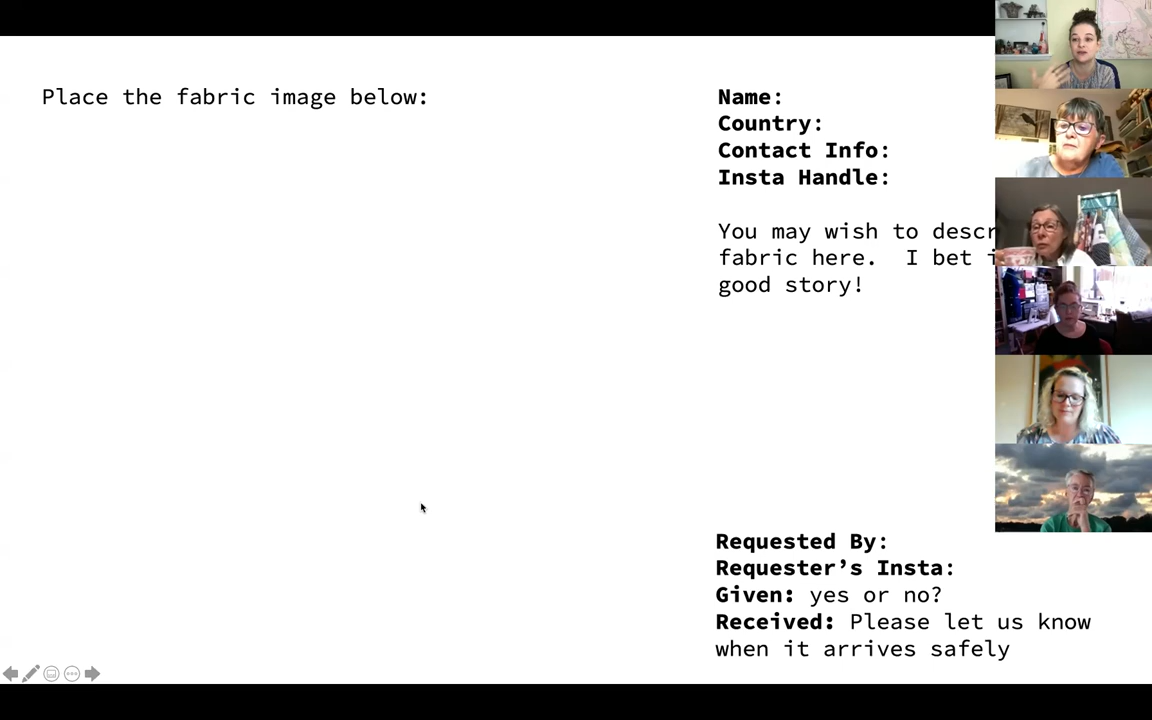 Place the fabric image below:
Name:
Country:
Contact Info:
Insta Handle:
You may wish to descr
fabric here. I bet i
good story!
Requested By:
Requester’s Insta:
Given: yes or no?
Received: Please let us know
when it arrives safely